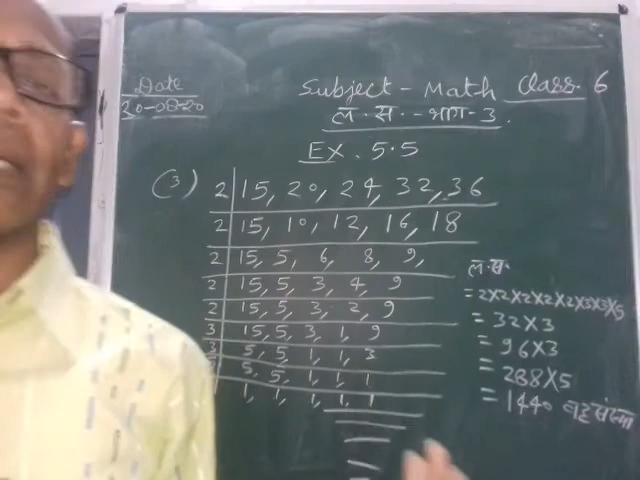 Date
20-08-20
Subject - Math Class. 6
ल. स. - भाग-3.
EX. 5.5
(3) 2 15, 20, 24, 32, 36
2 15, 10, 12, 16, 18
2 15, 5, 6, 8, 9,
2 15, 5, 3, 4, 9
2 15, 5, 3, 2, 9
3 15, 5, 3, 1, 9
3 5, 5, 1, 1, 3
5, 5, 1, 1, 1
1, 1, 1, 1, 1
ल. स.
= 2×2×2×2×2×3×3×5
= 32×3
= 96×3
= 288×5
= 1440 वह संख्या